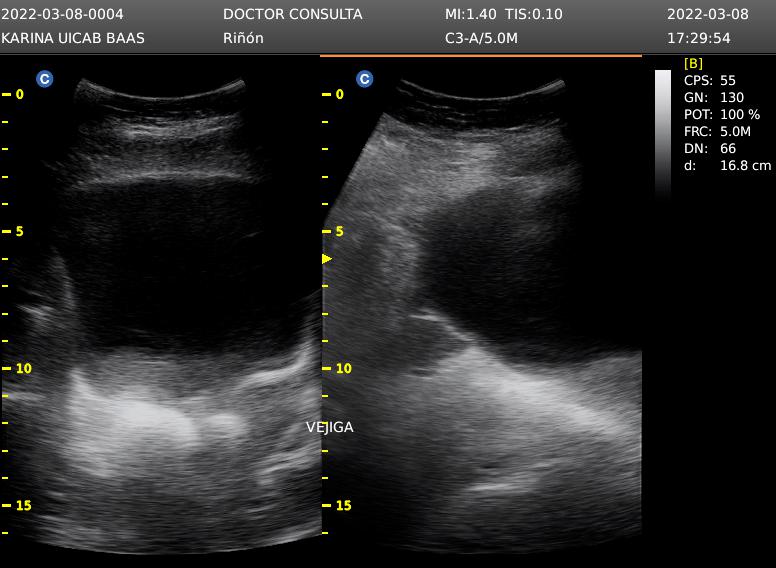 2022-03-08-0004 DOCTOR CONSULTA MI:1.40 TIS:0.10 2022-03-08
KARINA UICAB BAAS Riñón C3-A/5.0M 17:29:54
[B]
CPS: 55
GN: 130
POT: 100 %
FRC: 5.0M
DN: 66
d: 16.8 cm
C C
0 0
5 5
10 10
VEJIGA
15 15